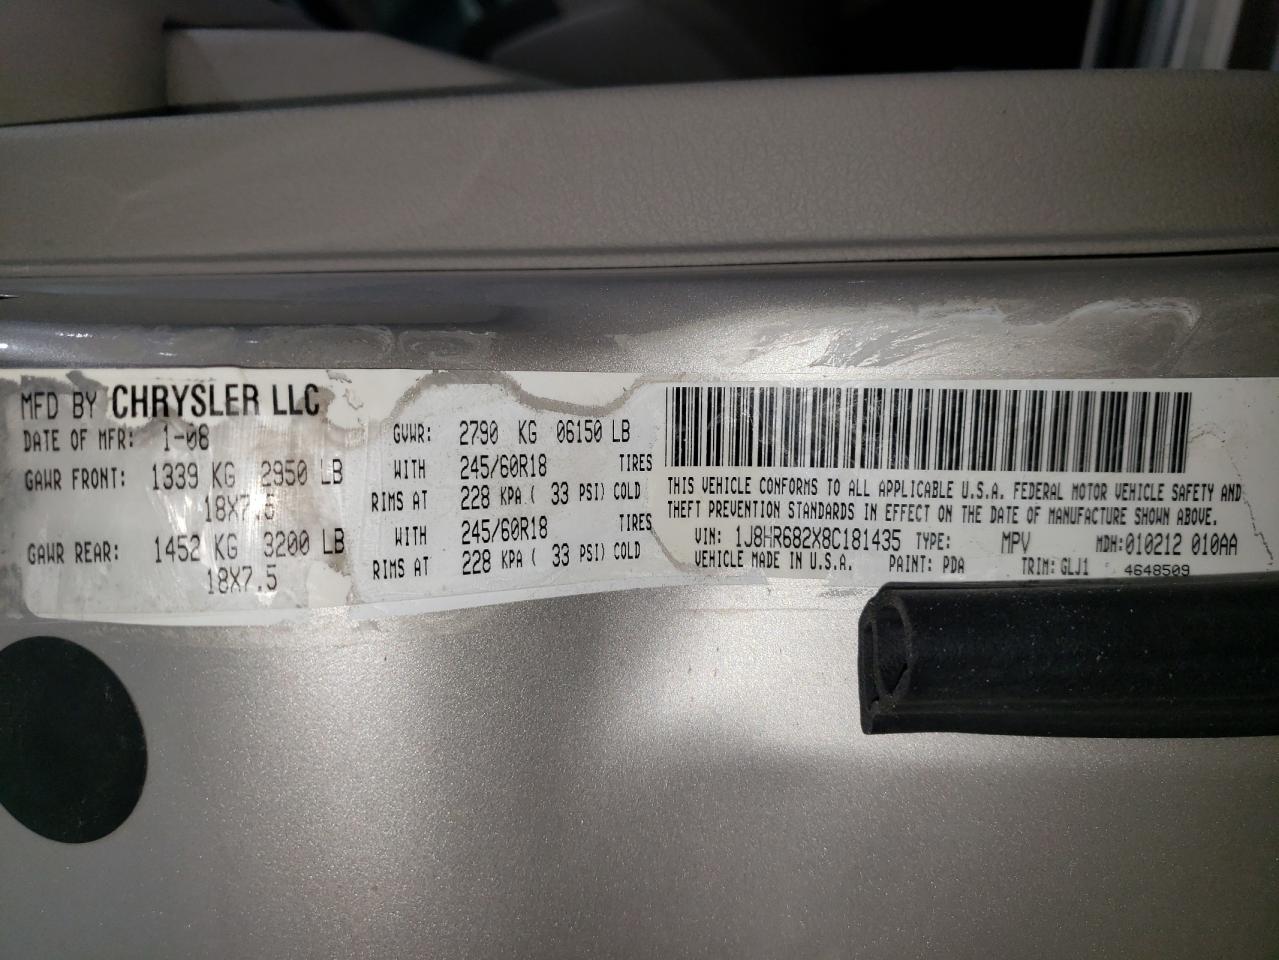 MFD BY CHRYSLER LLC
DATE OF MFR: 1-08
GAWR FRONT: 1339 KG 2950 LB
18X7.5
GAWR REAR: 1452 KG 3200 LB
18X7.5
GVWR: 2790 KG 06150 LB
WITH 245/60R18 TIRES
RIMS AT 228 KPA ( 33 PSI) COLD
WITH 245/60R18 TIRES
RIMS AT 228 KPA ( 33 PSI) COLD
THIS VEHICLE CONFORMS TO ALL APPLICABLE U.S.A. FEDERAL MOTOR VEHICLE SAFETY AND
THEFT PREVENTION STANDARDS IN EFFECT ON THE DATE OF MANUFACTURE SHOWN ABOVE.
VIN: 1J8HR682X8C181435 TYPE: MPV MDH:010212 010AA
VEHICLE MADE IN U.S.A. PAINT: PDA TRIM: GLJ1 4648509